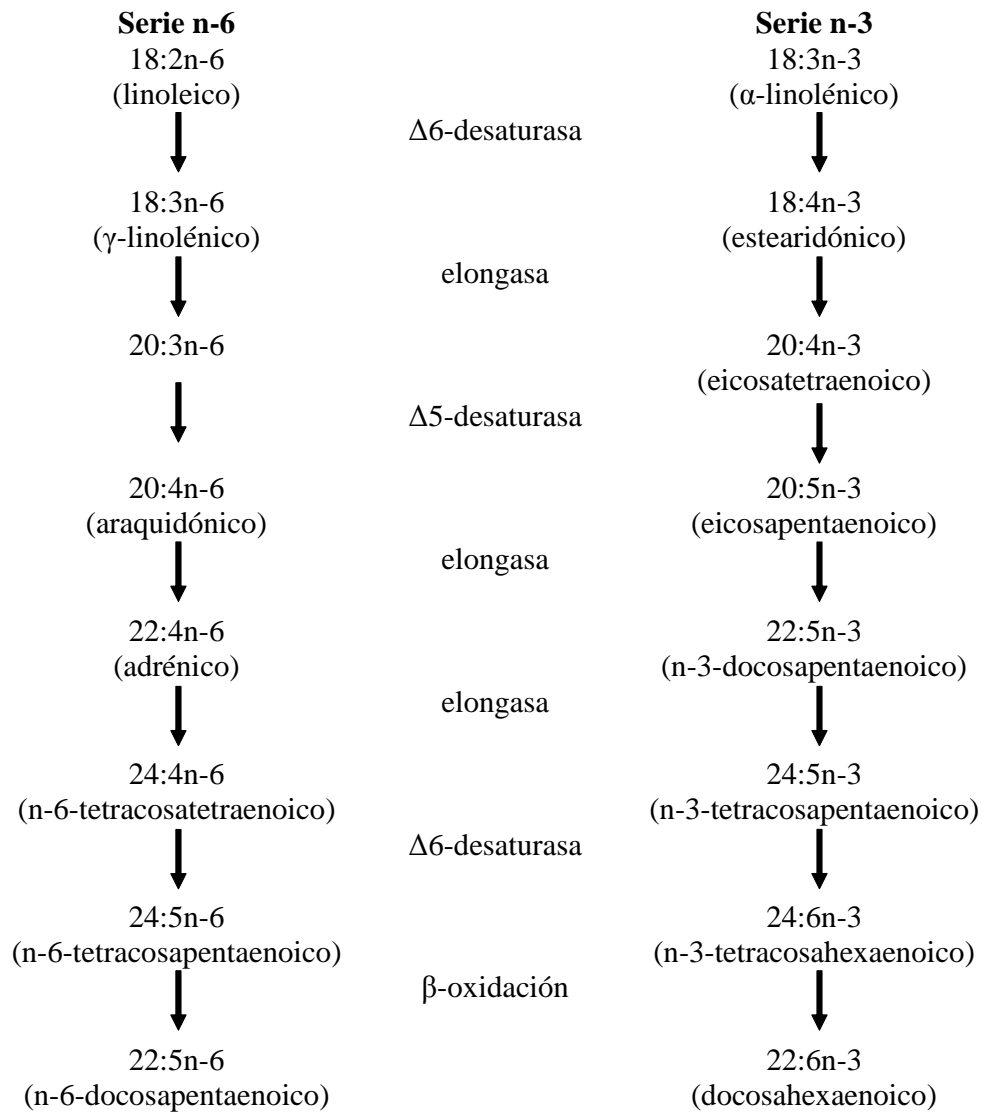 Serie n-6 Serie n-3
18:2n-6 18:3n-3
(linoleico) (α-linolénico)
Δ6-desaturasa
18:3n-6 18:4n-3
(γ-linolénico) (estearidónico)
elongasa
20:3n-6 20:4n-3
(eicosatetraenoico)
Δ5-desaturasa
20:4n-6 20:5n-3
(araquidónico) (eicosapentaenoico)
elongasa
22:4n-6 22:5n-3
(adrénico) (n-3-docosapentaenoico)
elongasa
24:4n-6 24:5n-3
(n-6-tetracosatetraenoico) (n-3-tetracosapentaenoico)
Δ6-desaturasa
24:5n-6 24:6n-3
(n-6-tetracosapentaenoico) (n-3-tetracosahexaenoico)
β-oxidación
22:5n-6 22:6n-3
(n-6-docosapentaenoico) (docosahexaenoico)